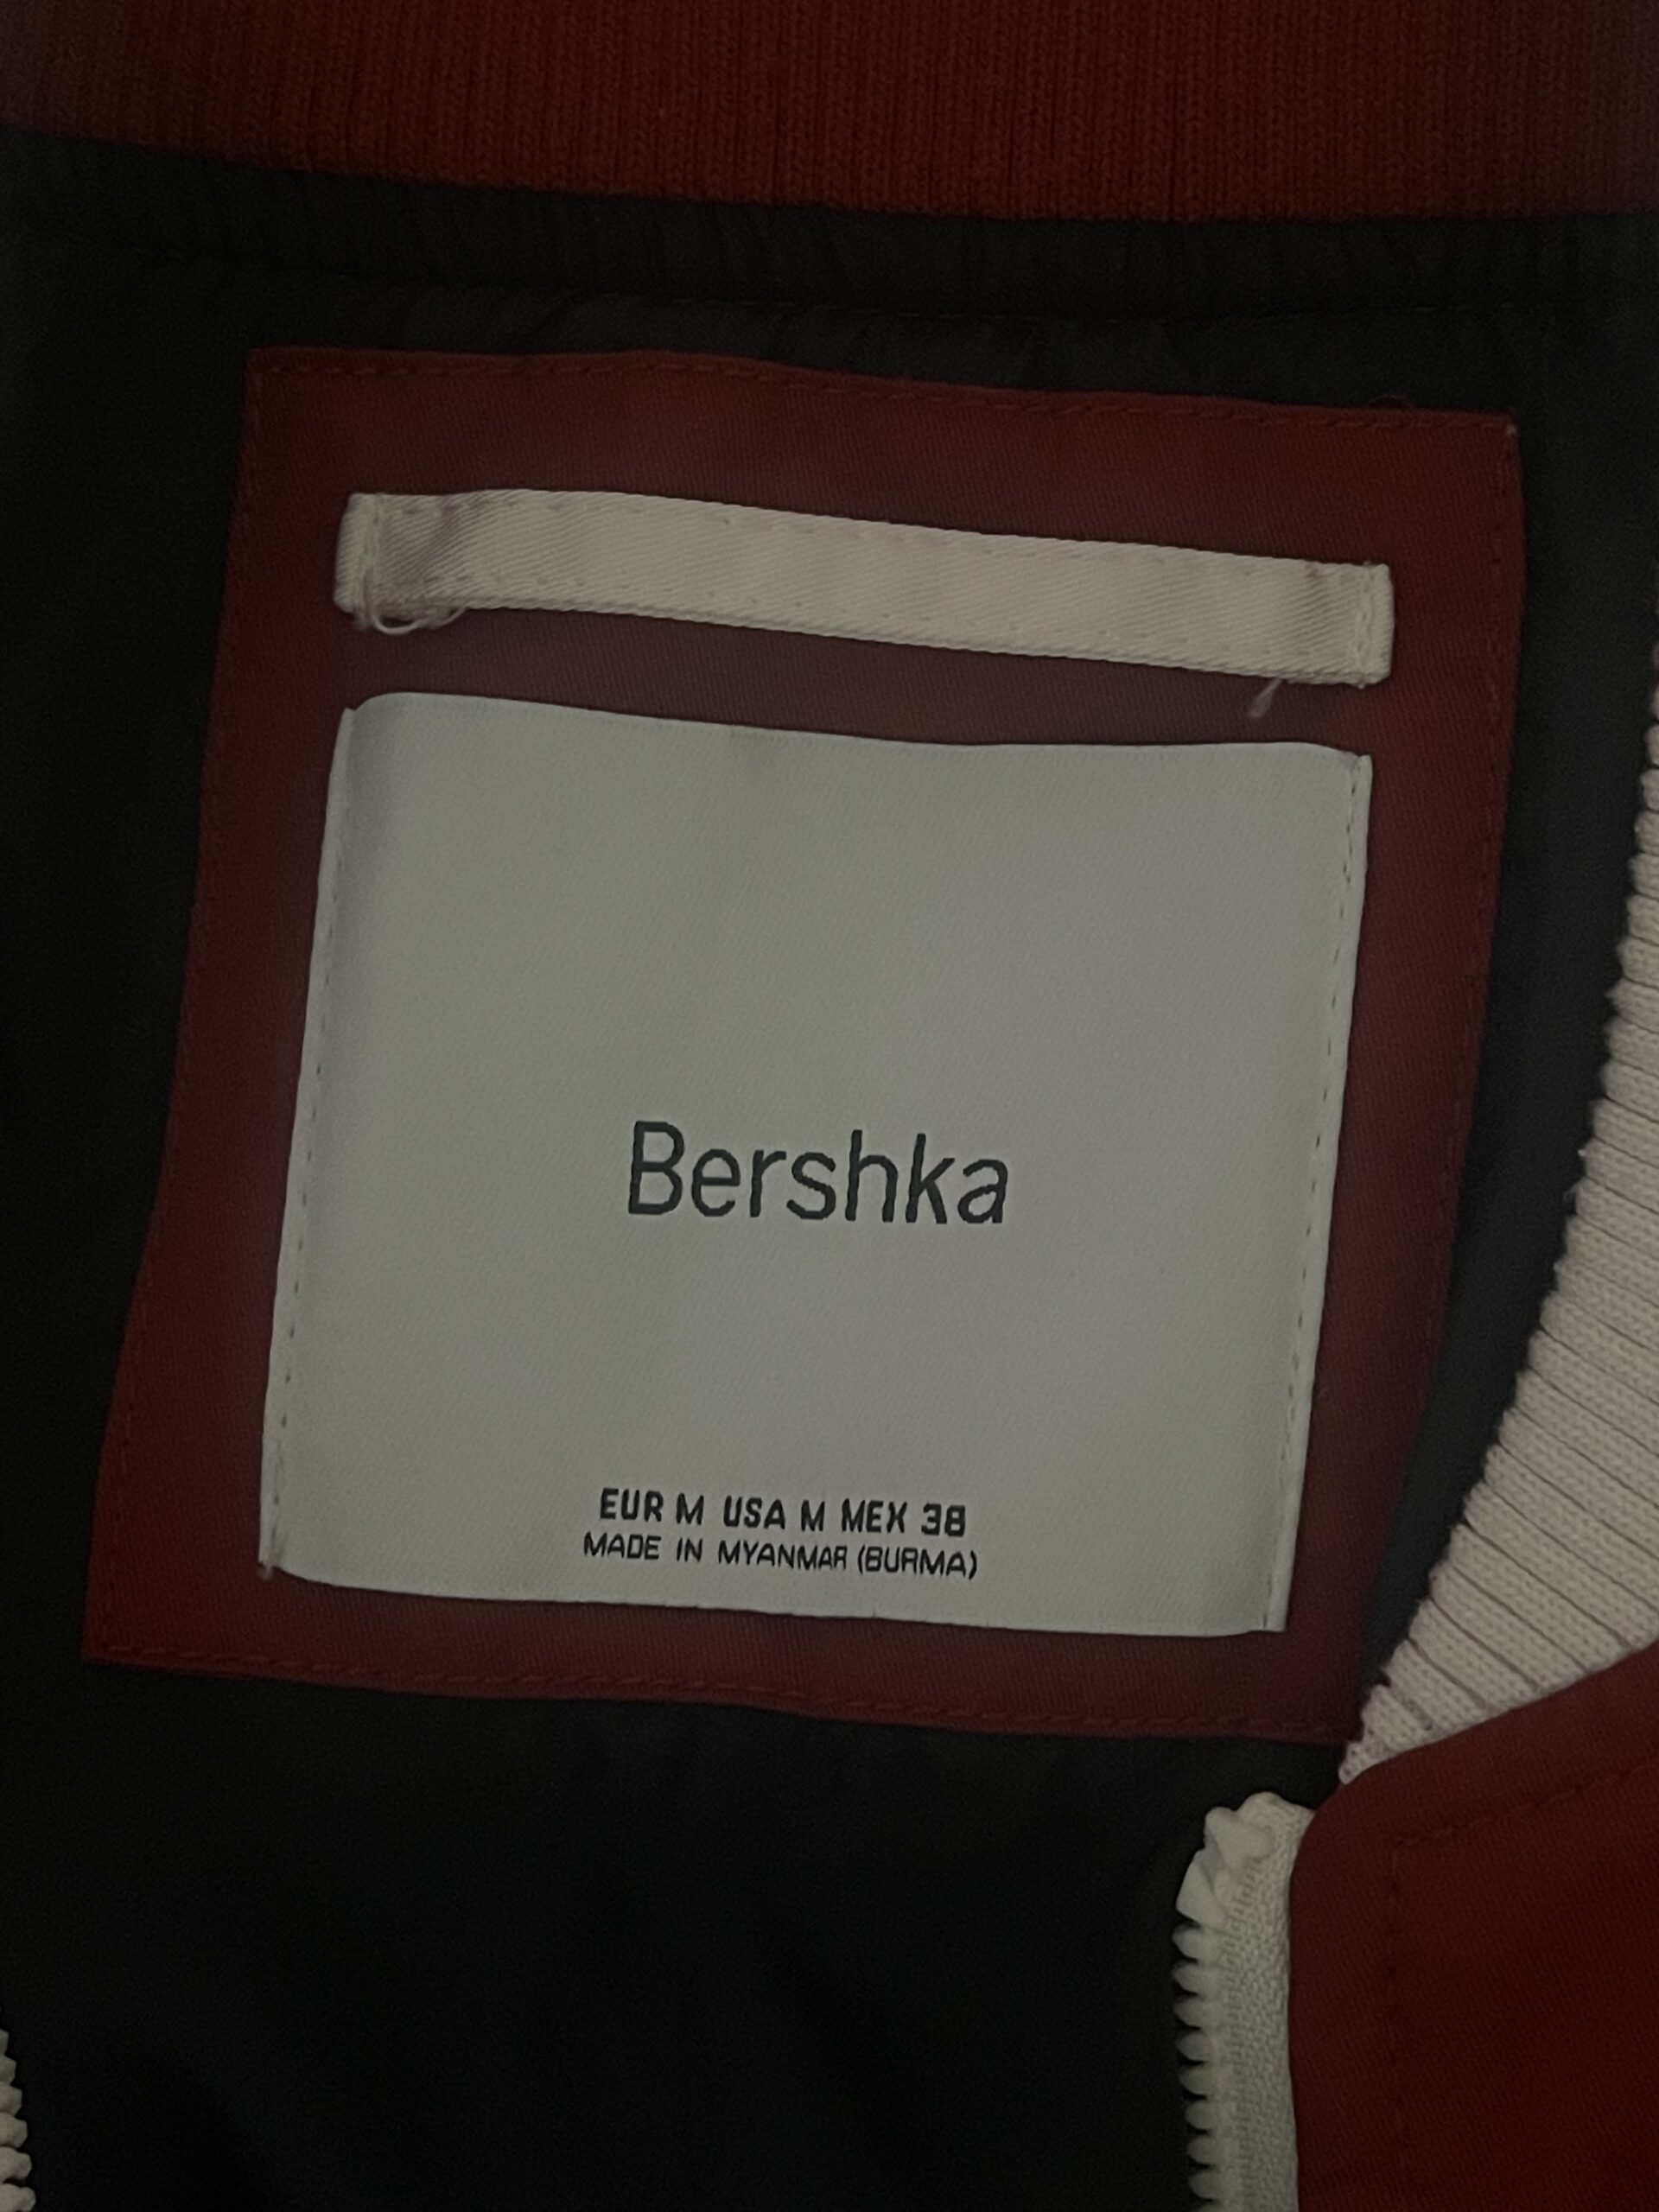 Bershka
EUR M USA M MEX 38
MADE IN MYANMAR (BURMA)